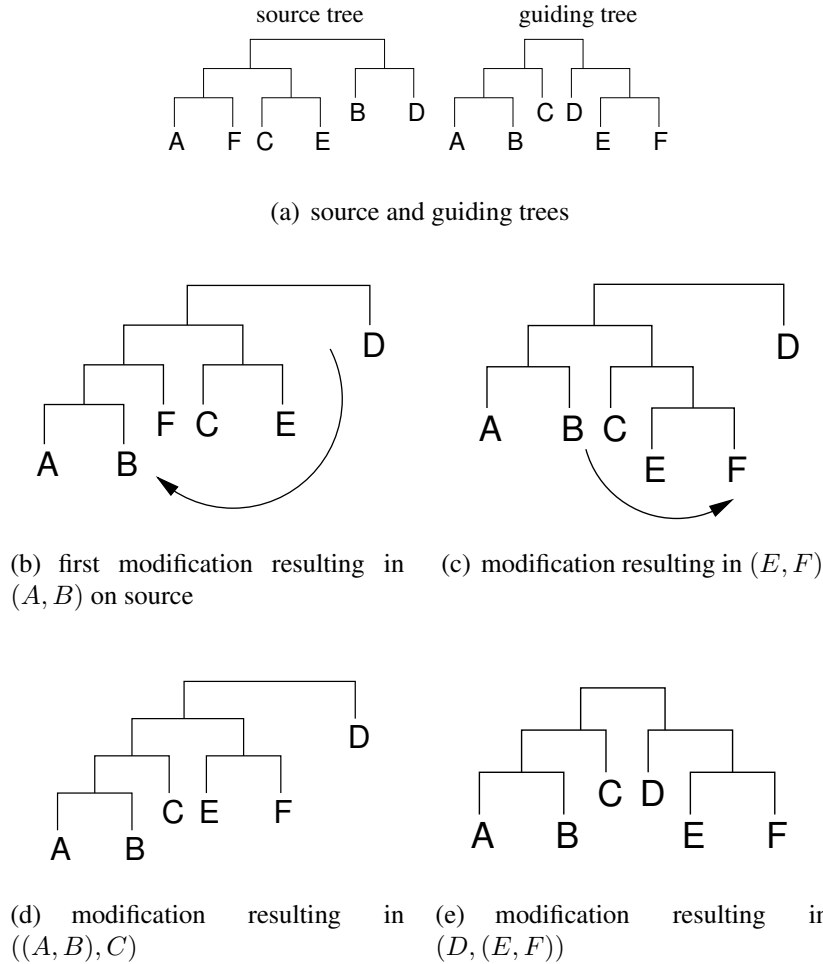 source tree guiding tree
B D C D
A F C E A B E F
(a) source and guiding trees
D
F C E
A B
D
A B C
E F
(b) first modification resulting in
(A, B) on source
(c) modification resulting in (E, F)
D
C E F
A B
C D
A B E F
(d) modification resulting in
((A, B), C)
(e) modification resulting in
(D, (E, F))